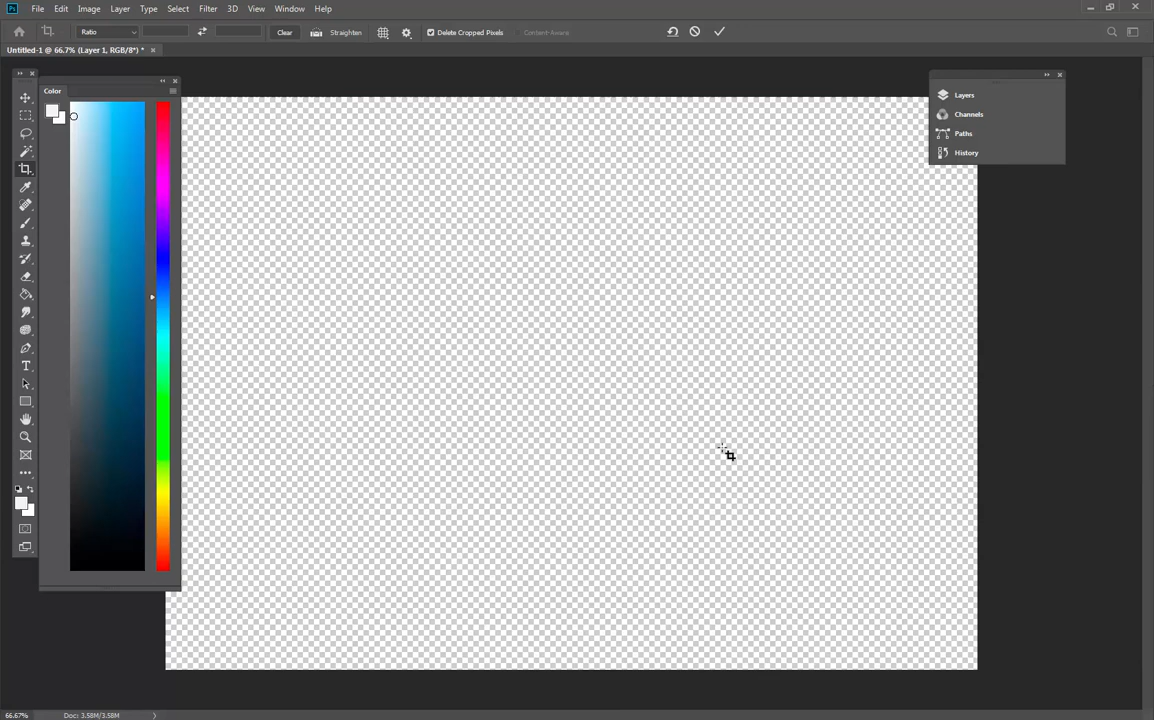 Ps File Edit Image Layer Type Select Filter 3D View Window Help
Ratio Clear Straighten Delete Cropped Pixels Content-Aware
Untitled-1 @ 66.7% (Layer 1, RGB/8*) *
Color
Layers
Channels
Paths
History
T
66.67% Doc: 3.58M/3.58M